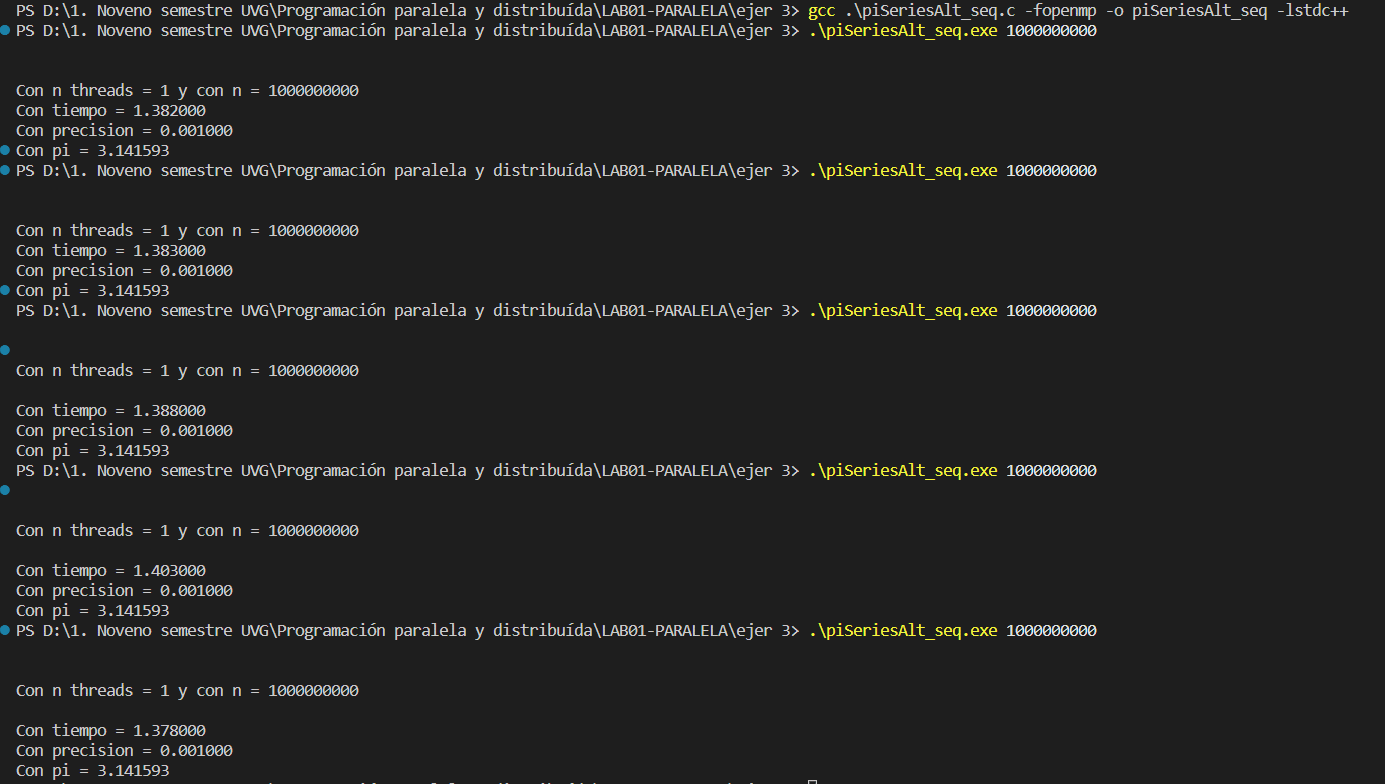 PS D:\1. Noveno semestre UVG\Programación paralela y distribuída\LAB01-PARALELA\ejer 3> gcc .\piSeriesAlt_seq.c -fopenmp -o piSeriesAlt_seq -lstdc++
PS D:\1. Noveno semestre UVG\Programación paralela y distribuída\LAB01-PARALELA\ejer 3> .\piSeriesAlt_seq.exe 1000000000
Con n threads = 1 y con n = 1000000000
Con tiempo = 1.382000
Con precision = 0.001000
Con pi = 3.141593
PS D:\1. Noveno semestre UVG\Programación paralela y distribuída\LAB01-PARALELA\ejer 3> .\piSeriesAlt_seq.exe 1000000000
Con n threads = 1 y con n = 1000000000
Con tiempo = 1.383000
Con precision = 0.001000
Con pi = 3.141593
PS D:\1. Noveno semestre UVG\Programación paralela y distribuída\LAB01-PARALELA\ejer 3> .\piSeriesAlt_seq.exe 1000000000
Con n threads = 1 y con n = 1000000000
Con tiempo = 1.388000
Con precision = 0.001000
Con pi = 3.141593
PS D:\1. Noveno semestre UVG\Programación paralela y distribuída\LAB01-PARALELA\ejer 3> .\piSeriesAlt_seq.exe 1000000000
Con n threads = 1 y con n = 1000000000
Con tiempo = 1.403000
Con precision = 0.001000
Con pi = 3.141593
PS D:\1. Noveno semestre UVG\Programación paralela y distribuída\LAB01-PARALELA\ejer 3> .\piSeriesAlt_seq.exe 1000000000
Con n threads = 1 y con n = 1000000000
Con tiempo = 1.378000
Con precision = 0.001000
Con pi = 3.141593